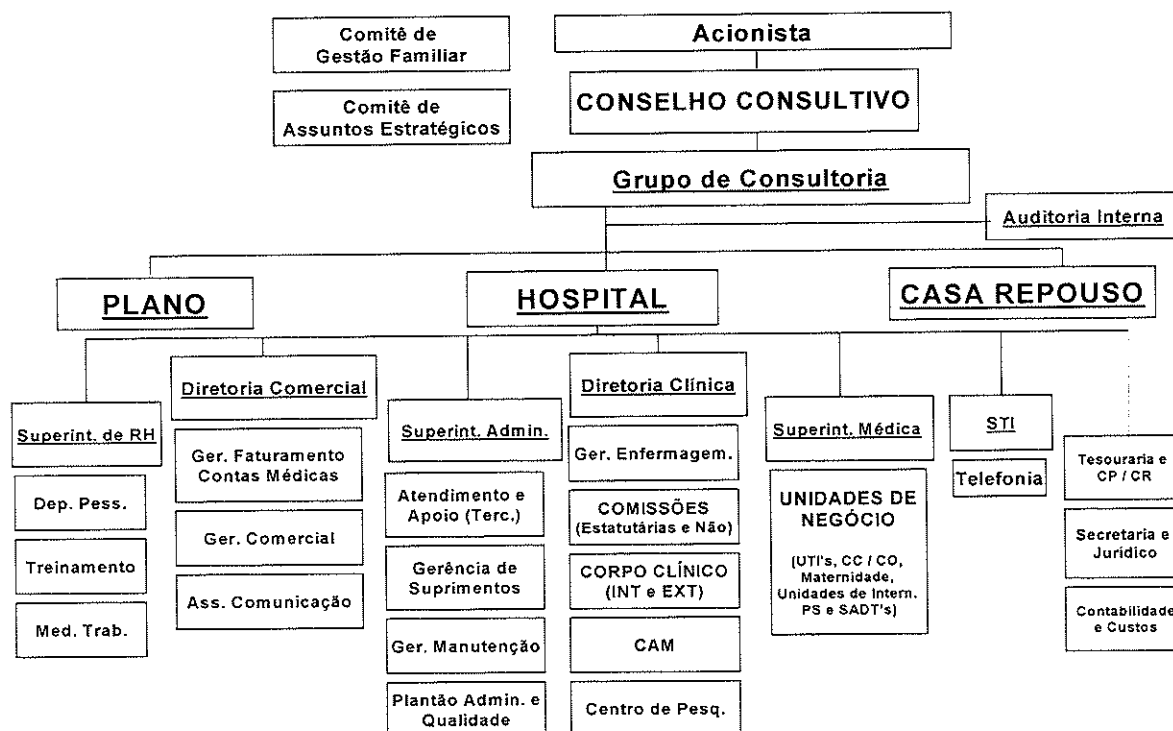 Comitê de
Gestão Familiar
Acionista
Comitê de
Assuntos Estratégicos
CONSELHO CONSULTIVO
Grupo de Consultoria
Auditoria Interna
PLANO
HOSPITAL
CASA REPOUSO
Superint. de RH
Dep. Pess.
Treinamento
Med. Trab.
Diretoria Comercial
Ger. Faturamento
Contas Médicas
Ger. Comercial
Ass. Comunicação
Superint. Admin.
Atendimento e
Apoio (Terc.)
Gerência de
Suprimentos
Ger. Manutenção
Plantão Admin. e
Qualidade
Diretoria Clínica
Ger. Enfermagem.
COMISSÕES
(Estatutárias e Não)
CORPO CLÍNICO
(INT e EXT)
CAM
Centro de Pesq.
Superint. Médica
UNIDADES DE
NEGÓCIO
(UTI's, CC / CO,
Maternidade,
Unidades de Intern.
PS e SADT's)
STI
Telefonia
Tesouraria e
CP / CR
Secretaria e
Jurídico
Contabilidade
e Custos